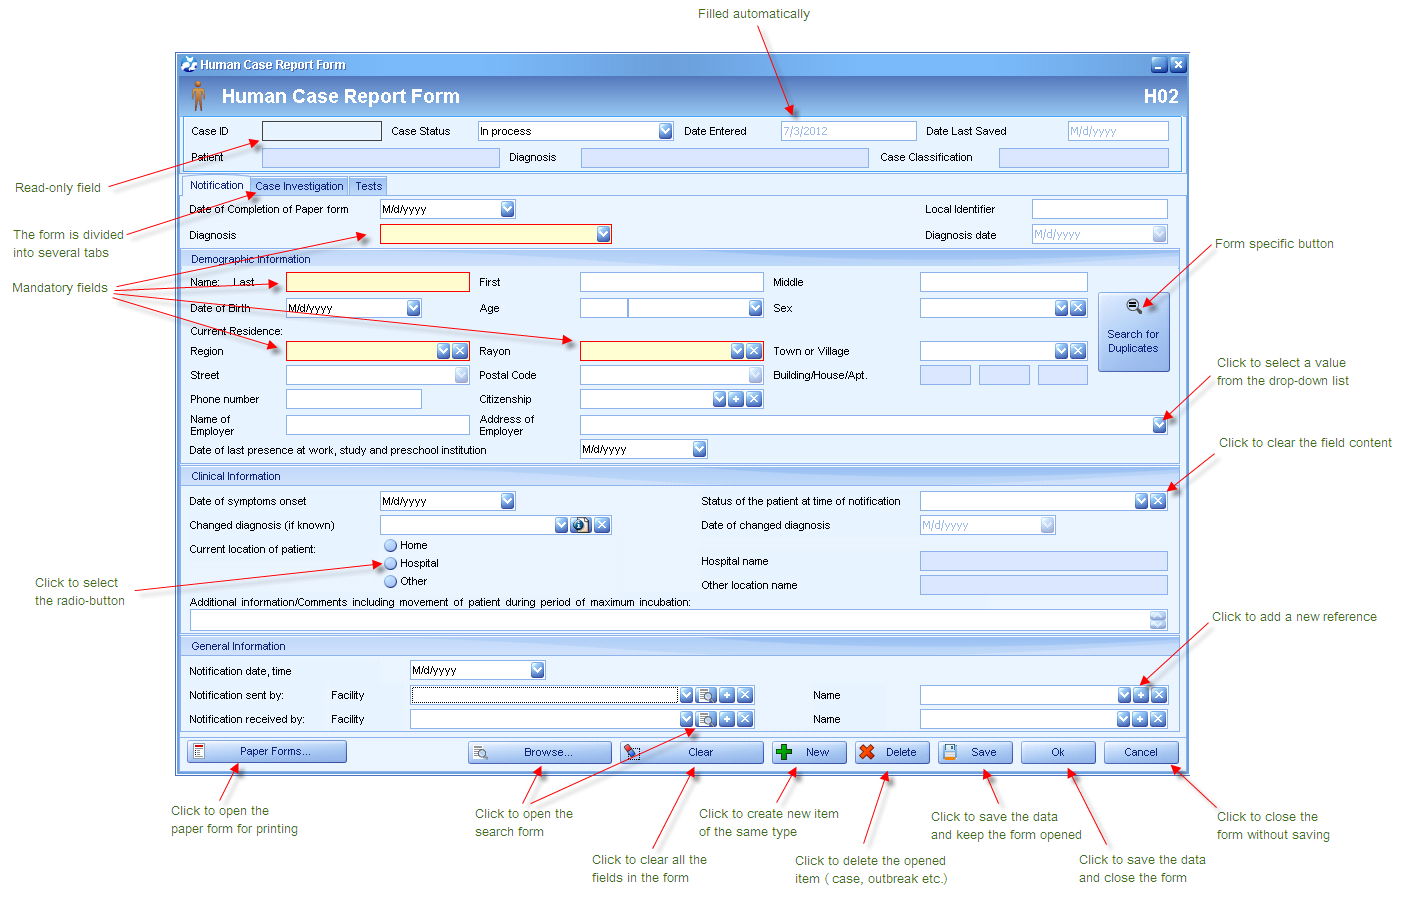 Filled automatically
Human Case Report Form
Human Case Report Form H02
Case ID Case Status In process Date Entered 7/3/2012 Date Last Saved M/d/yyyy
Patient Diagnosis Case Classification
Read-only field
Notification Case Investigation Tests
Date of Completion of Paper form M/d/yyyy Local Identifier
The form is divided
into several tabs
Diagnosis Diagnosis date M/d/yyyy
Form specific button
Demographic Information
Mandatory fields
Name: Last First Middle
Date of Birth M/d/yyyy Age Sex
Search for
Duplicates
Current Residence:
Region Rayon Town or Village
Click to select a value
from the drop-down list
Street Postal Code Building/House/Apt.
Phone number Citizenship
Name of
Employer
Address of
Employer
Click to clear the field content
Date of last presence at work, study and preschool institution M/d/yyyy
Clinical Information
Date of symptoms onset M/d/yyyy Status of the patient at time of notification
Changed diagnosis (if known) Date of changed diagnosis M/d/yyyy
Current location of patient: Home
Hospital Hospital name
Other Other location name
Click to select
the radio-button
Additional information/Comments including movement of patient during period of maximum incubation:
Click to add a new reference
General Information
Notification date, time M/d/yyyy
Notification sent by: Facility Name
Notification received by: Facility Name
Paper Forms... Browse... Clear New Delete Save Ok Cancel
Click to open the
paper form for printing
Click to open the
search form
Click to clear all the
fields in the form
Click to create new item
of the same type
Click to delete the opened
item ( case, outbreak etc.)
Click to save the data
and keep the form opened
Click to save the data
and close the form
Click to close the
form without saving